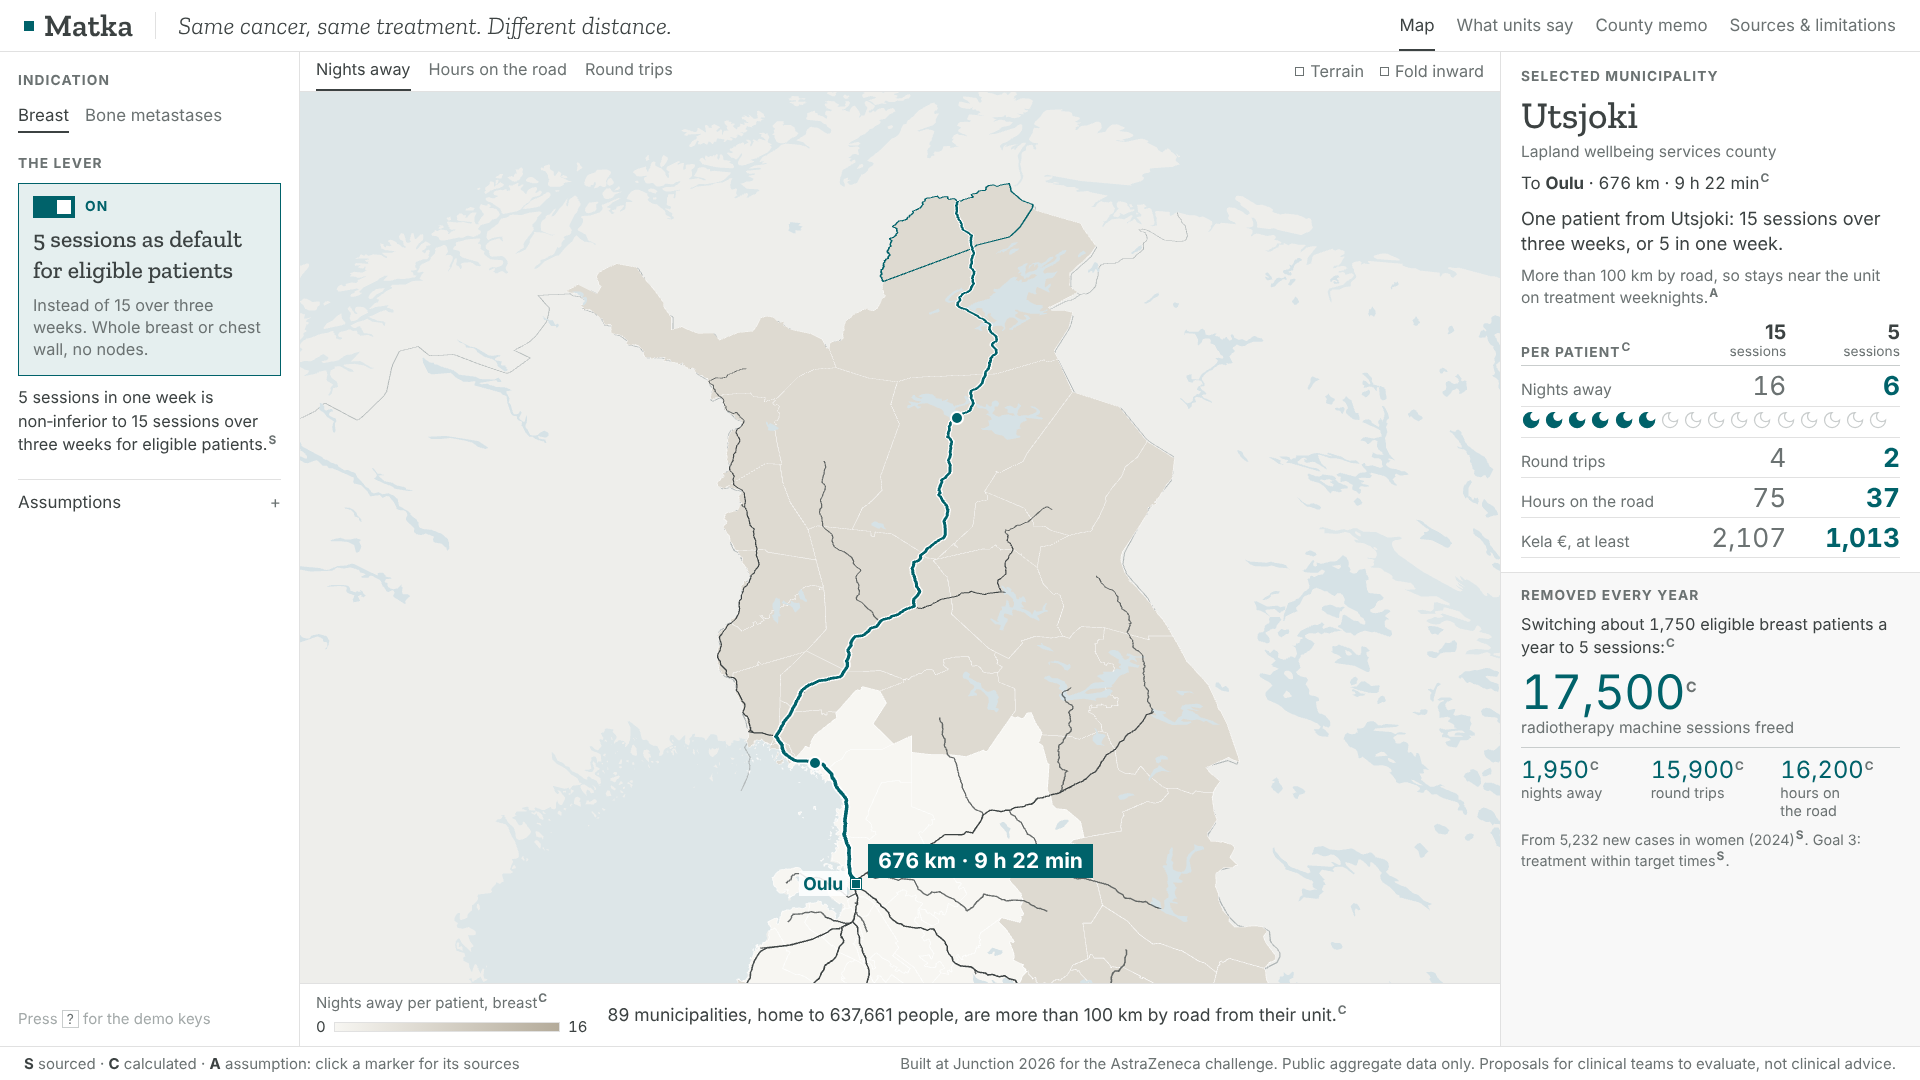 Matka
Same cancer, same treatment. Different distance.
Map
What units say
County memo
Sources & limitations
INDICATION
Breast
Bone metastases
THE LEVER
ON
5 sessions as default
for eligible patients
Instead of 15 over three
weeks. Whole breast or chest
wall, no nodes.
5 sessions in one week is
non-inferior to 15 sessions over
three weeks for eligible patients.S
Assumptions +
Press ? for the demo keys
Nights away
Hours on the road
Round trips
Terrain
Fold inward
676 km · 9 h 22 min
Oulu
Nights away per patient, breastC
0 16
89 municipalities, home to 637,661 people, are more than 100 km by road from their unit.C
SELECTED MUNICIPALITY
Utsjoki
Lapland wellbeing services county
To Oulu · 676 km · 9 h 22 minC
One patient from Utsjoki: 15 sessions over
three weeks, or 5 in one week.
More than 100 km by road, so stays near the unit
on treatment weeknights.A
15 5
PER PATIENTC sessions sessions
Nights away 16 6
Round trips 4 2
Hours on the road 75 37
Kela €, at least 2,107 1,013
REMOVED EVERY YEAR
Switching about 1,750 eligible breast patients a
year to 5 sessions:C
17,500C
radiotherapy machine sessions freed
1,950C 15,900C 16,200C
nights away round trips hours on
the road
From 5,232 new cases in women (2024)S. Goal 3:
treatment within target timesS.
S sourced · C calculated · A assumption: click a marker for its sources
Built at Junction 2026 for the AstraZeneca challenge. Public aggregate data only. Proposals for clinical teams to evaluate, not clinical advice.